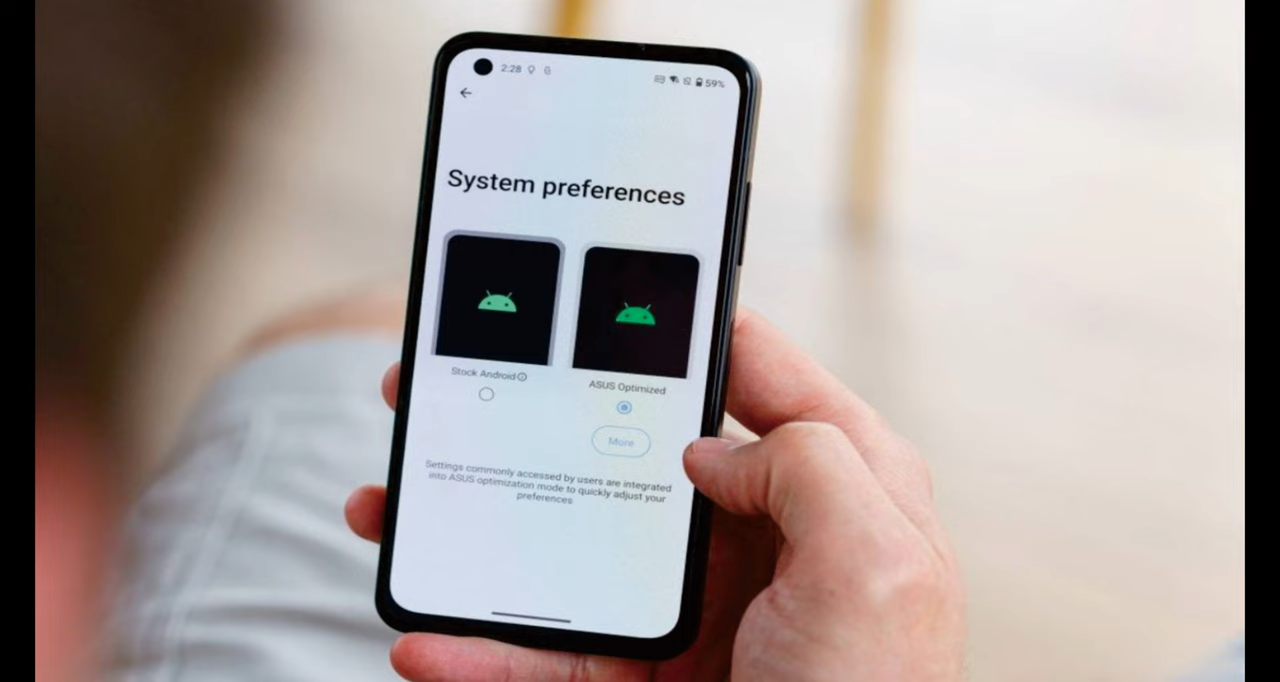 2:28
59%
System preferences
Stock Android
ASUS Optimized
More
Settings commonly accessed by users are integrated
into ASUS optimization mode to quickly adjust your
preferences